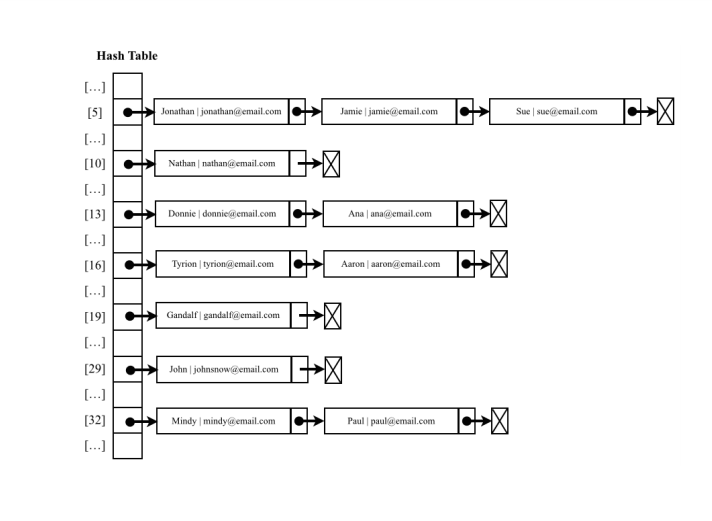 Hash Table
[…]
[5] Jonathan | jonathan@email.com Jamie | jamie@email.com Sue | sue@email.com
[…]
[10] Nathan | nathan@email.com
[…]
[13] Donnie | donnie@email.com Ana | ana@email.com
[…]
[16] Tyrion | tyrion@email.com Aaron | aaron@email.com
[…]
[19] Gandalf | gandalf@email.com
[…]
[29] John | johnsnow@email.com
[…]
[32] Mindy | mindy@email.com Paul | paul@email.com
[…]